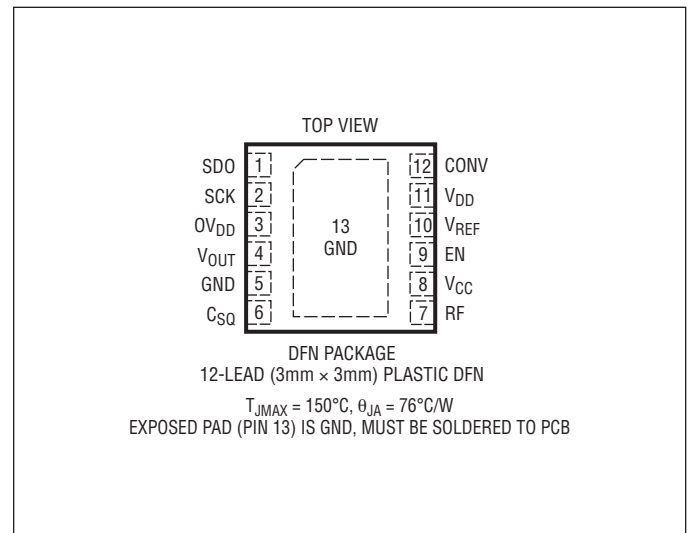 TOP VIEW
SDO 1
SCK 2
OVDD 3
VOUT 4
GND 5
CSQ 6
13
GND
12 CONV
11 VDD
10 VREF
9 EN
8 VCC
7 RF
DFN PACKAGE
12-LEAD (3mm × 3mm) PLASTIC DFN
TJMAX = 150°C, θJA = 76°C/W
EXPOSED PAD (PIN 13) IS GND, MUST BE SOLDERED TO PCB